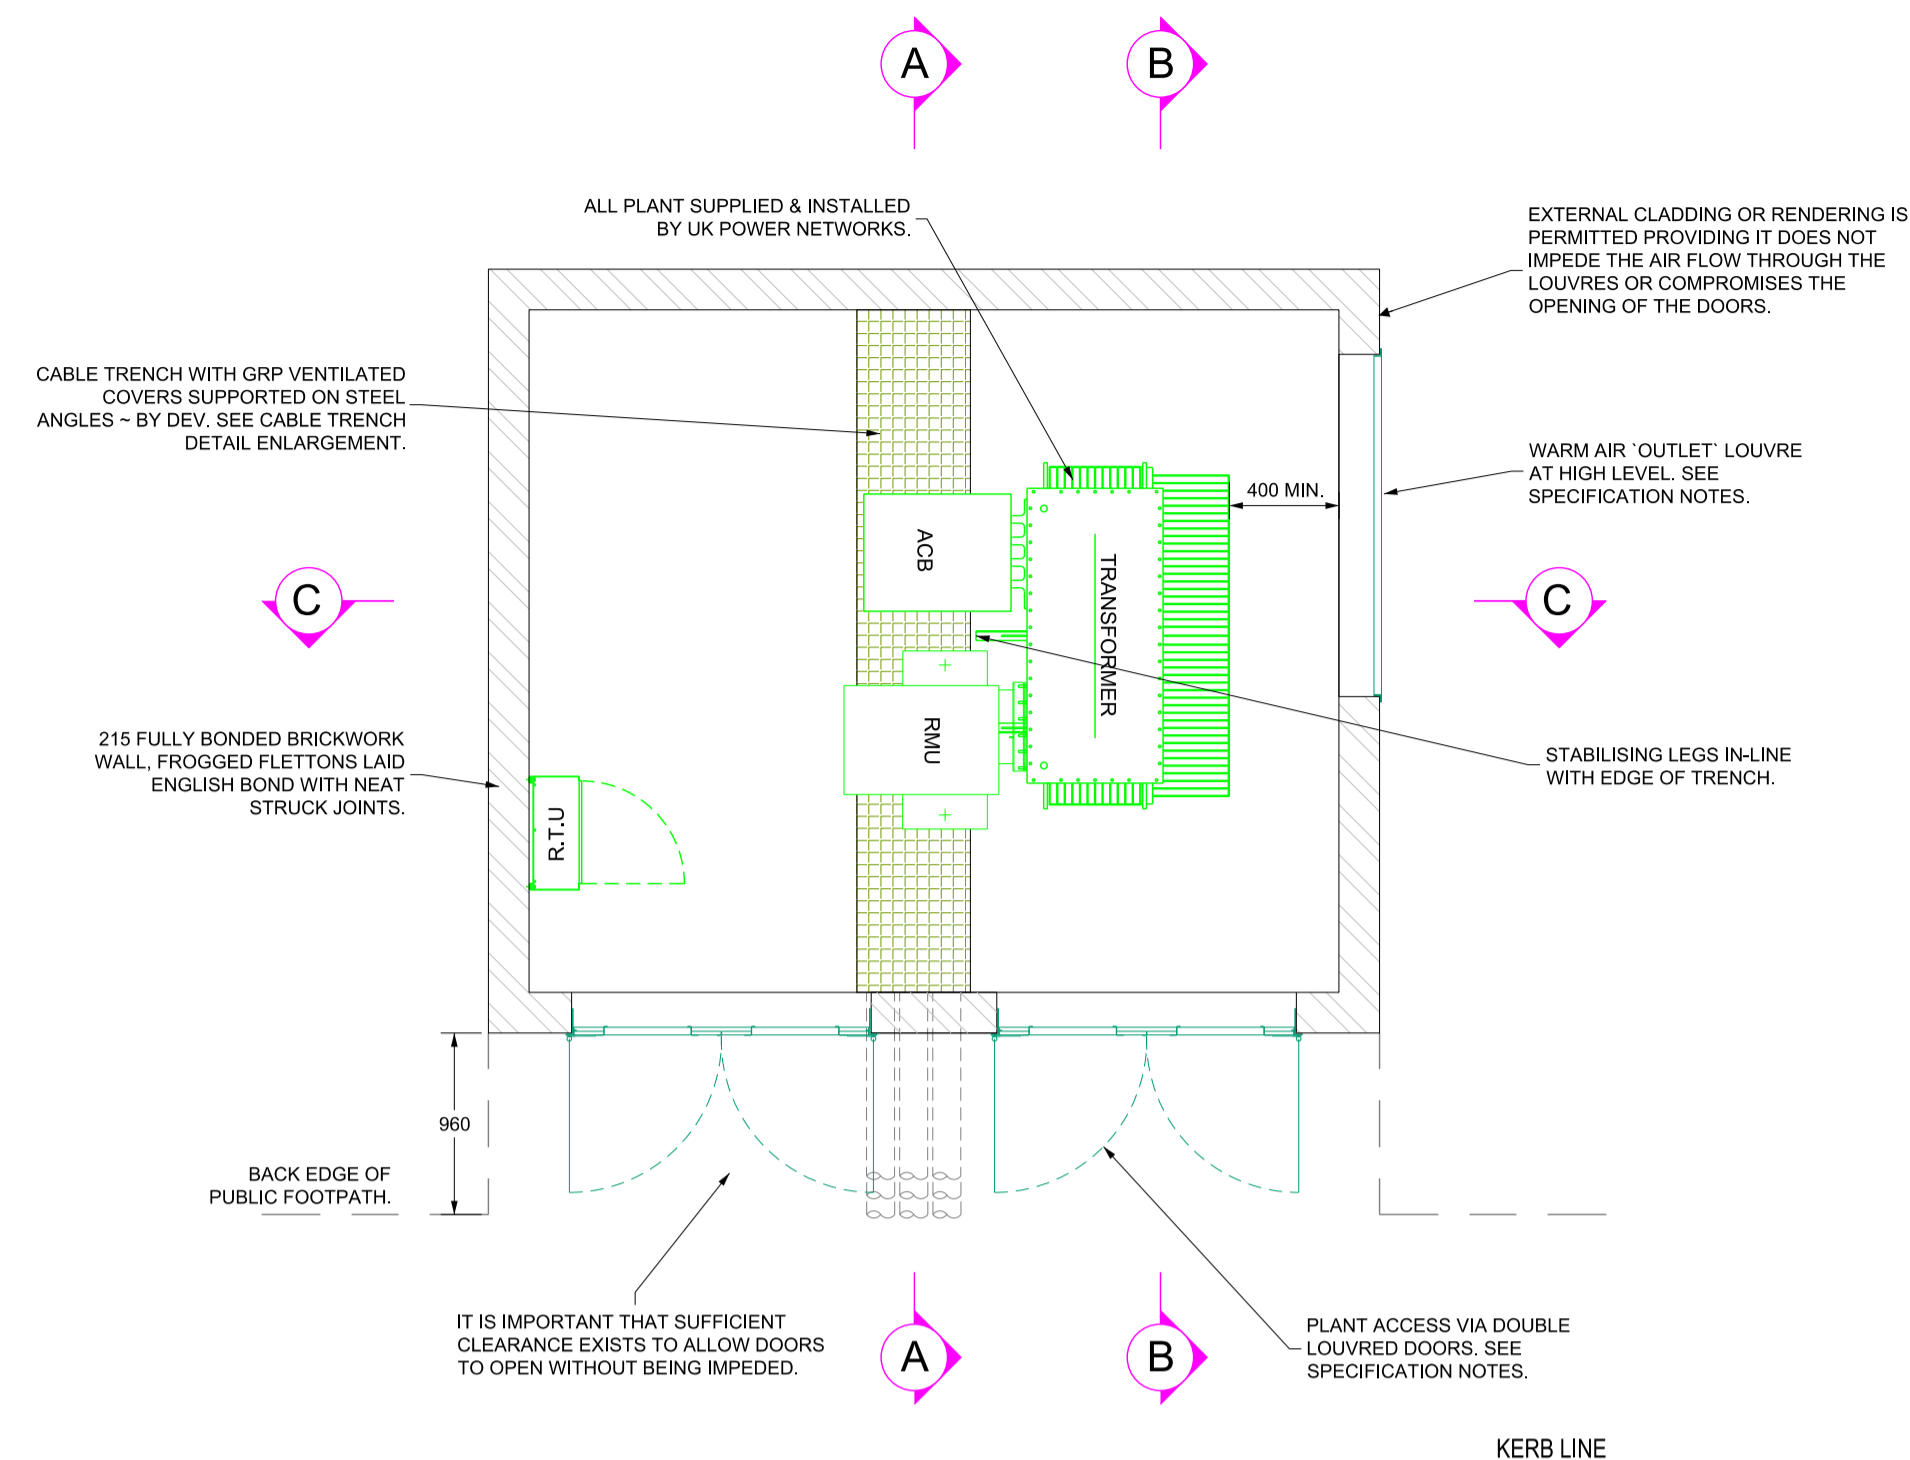 A
B
ALL PLANT SUPPLIED & INSTALLED
BY UK POWER NETWORKS.
EXTERNAL CLADDING OR RENDERING IS
PERMITTED PROVIDING IT DOES NOT
IMPEDE THE AIR FLOW THROUGH THE
LOUVRES OR COMPROMISES THE
OPENING OF THE DOORS.
CABLE TRENCH WITH GRP VENTILATED
COVERS SUPPORTED ON STEEL
ANGLES ~ BY DEV. SEE CABLE TRENCH
DETAIL ENLARGEMENT.
WARM AIR `OUTLET` LOUVRE
AT HIGH LEVEL. SEE
SPECIFICATION NOTES.
400 MIN.
ACB
TRANSFORMER
C
C
RMU
215 FULLY BONDED BRICKWORK
WALL, FROGGED FLETTONS LAID
ENGLISH BOND WITH NEAT
STRUCK JOINTS.
STABILISING LEGS IN-LINE
WITH EDGE OF TRENCH.
R.T.U
960
BACK EDGE OF
PUBLIC FOOTPATH.
IT IS IMPORTANT THAT SUFFICIENT
CLEARANCE EXISTS TO ALLOW DOORS
TO OPEN WITHOUT BEING IMPEDED.
A
B
PLANT ACCESS VIA DOUBLE
LOUVRED DOORS. SEE
SPECIFICATION NOTES.
KERB LINE